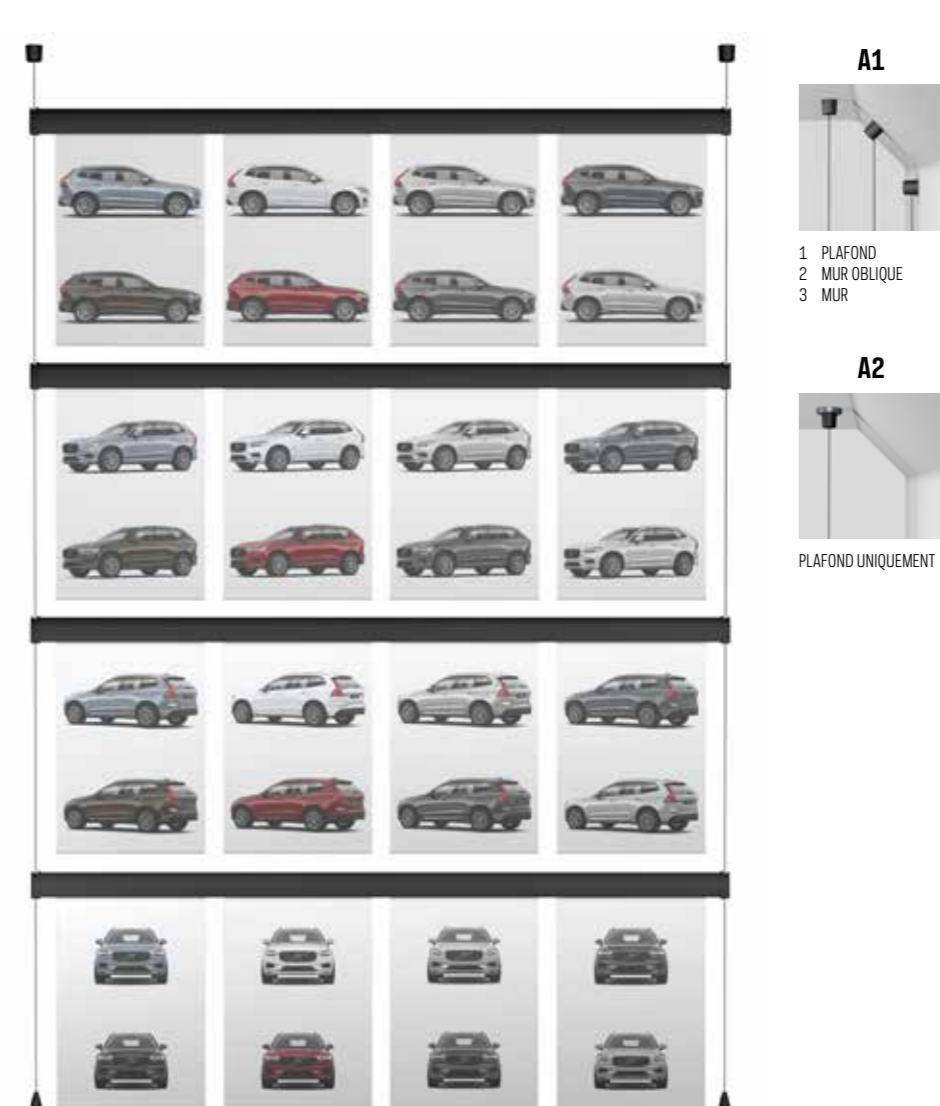 A1
1 PLAFOND
2 MUR OBLIQUE
3 MUR
A2
PLAFOND UNIQUEMENT